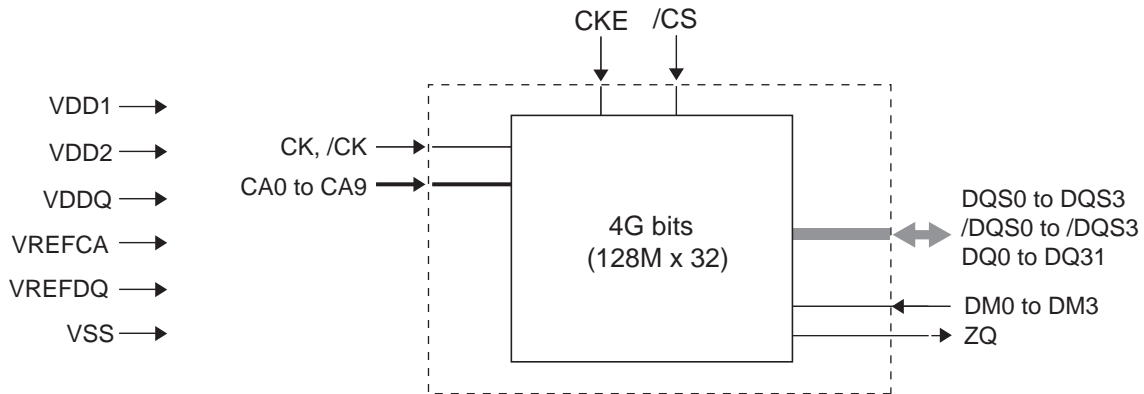 CKE /CS
VDD1
VDD2
VDDQ
VREFCA
VREFDQ
VSS
CK, /CK
CA0 to CA9
4G bits
(128M x 32)
DQS0 to DQS3
/DQS0 to /DQS3
DQ0 to DQ31
DM0 to DM3
ZQ